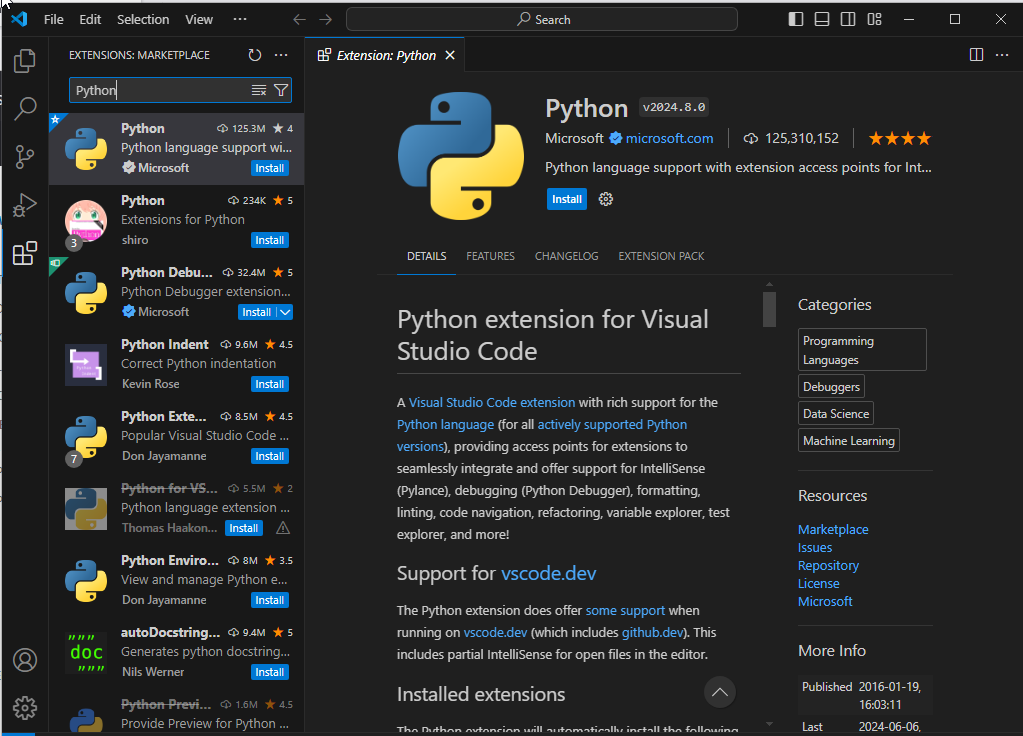 File Edit Selection View ··· Search
EXTENSIONS: MARKETPLACE
Python
Python 125.3M ★ 4
Python language support wi...
Microsoft Install
Python 234K ★ 5
Extensions for Python
shiro Install
3
Python Debu... 32.4M ★ 5
Python Debugger extension...
Microsoft Install
Python Indent 9.6M ★ 4.5
Correct Python indentation
Kevin Rose Install
Python Exte... 8.5M ★ 4.5
Popular Visual Studio Code ...
Don Jayamanne Install
7
Python for VS... 5.5M ★ 2
Python language extension ...
Thomas Haakon... Install
Python Enviro... 8M ★ 3.5
View and manage Python e...
Don Jayamanne Install
autoDocstring... 9.4M ★ 5
Generates python docstring...
Nils Werner Install
""" doc """
Python Previ... 1.6M ★ 4.5
Provide Preview for Python ...
Extension: Python
Python v2024.8.0
Microsoft microsoft.com 125,310,152 ★★★★★
Python language support with extension access points for Int...
Install
DETAILS FEATURES CHANGELOG EXTENSION PACK
Python extension for Visual
Studio Code
A Visual Studio Code extension with rich support for the
Python language (for all actively supported Python
versions), providing access points for extensions to
seamlessly integrate and offer support for IntelliSense
(Pylance), debugging (Python Debugger), formatting,
linting, code navigation, refactoring, variable explorer, test
explorer, and more!
Support for vscode.dev
The Python extension does offer some support when
running on vscode.dev (which includes github.dev). This
includes partial IntelliSense for open files in the editor.
Installed extensions
The Python extension will automatically install the following
Categories
Programming
Languages
Debuggers
Data Science
Machine Learning
Resources
Marketplace
Issues
Repository
License
Microsoft
More Info
Published 2016-01-19,
16:03:11
Last 2024-06-06,